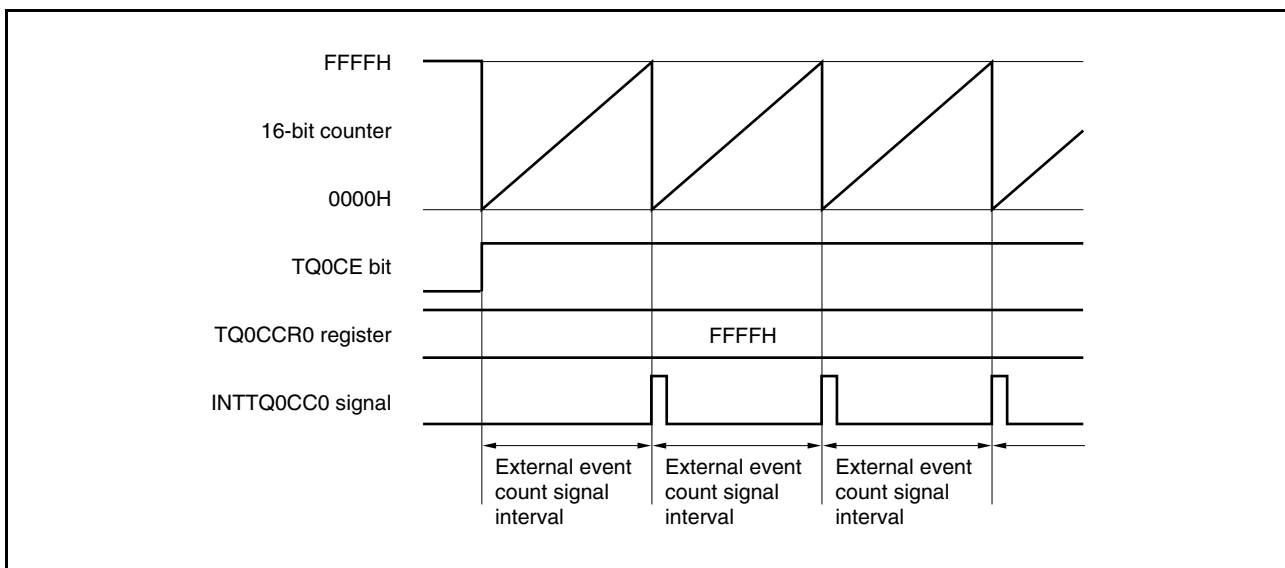 FFFFH
16-bit counter
0000H
TQ0CE bit
TQ0CCR0 register
FFFFH
INTTQ0CC0 signal
External event
count signal
interval
External event
count signal
interval
External event
count signal
interval